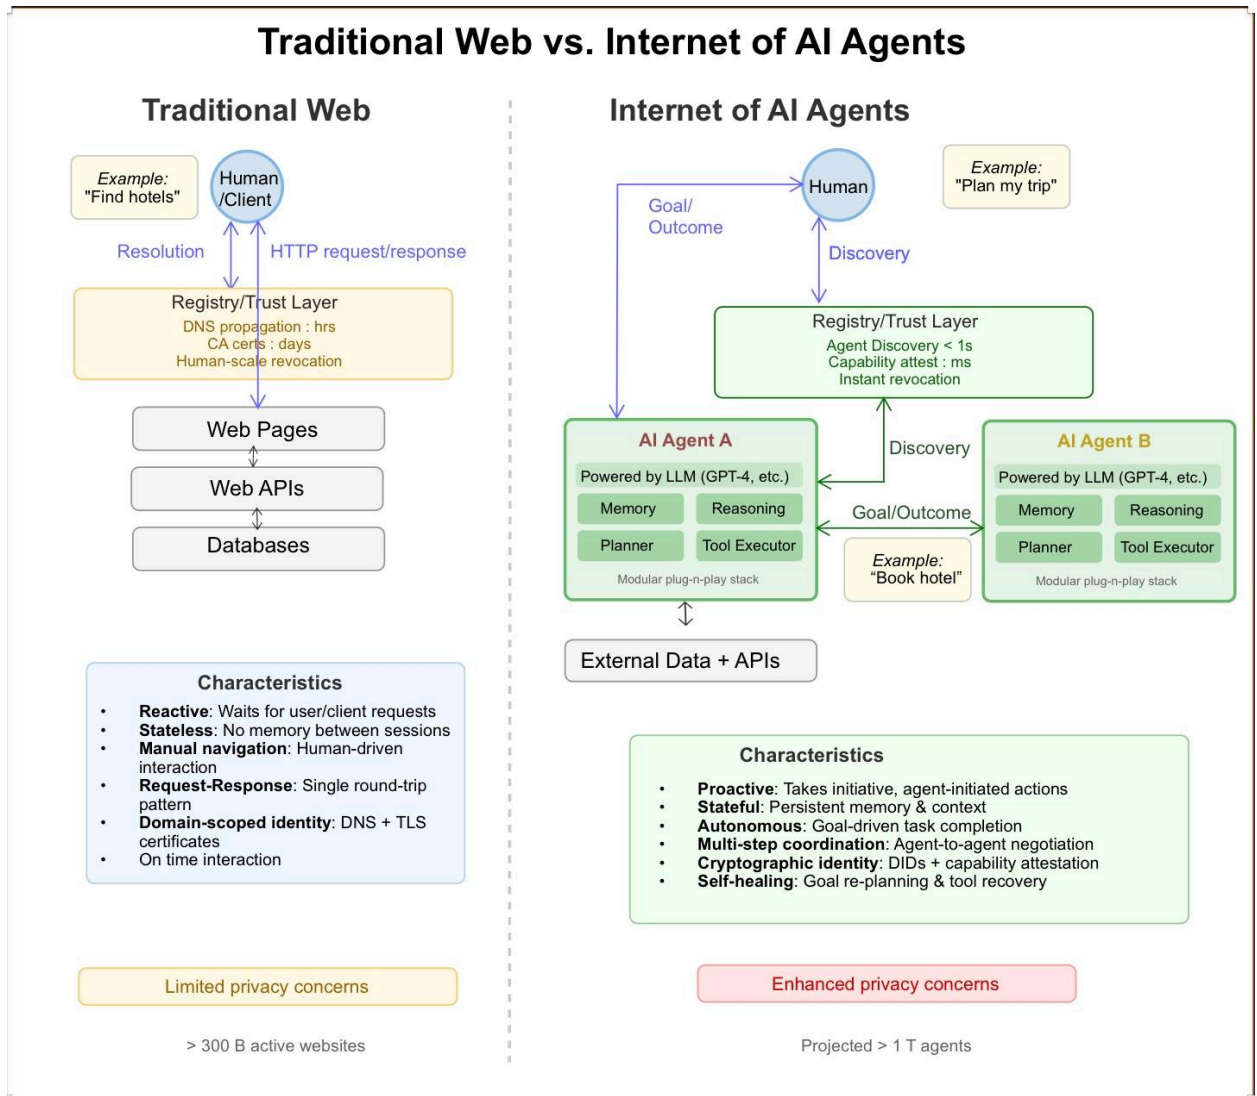 Traditional Web vs. Internet of AI Agents
Traditional Web
Example:
"Find hotels"
Human
/Client
Resolution
HTTP request/response
Registry/Trust Layer
DNS propagation : hrs
CA certs : days
Human-scale revocation
Web Pages
Web APIs
Databases
Characteristics
• Reactive: Waits for user/client requests
• Stateless: No memory between sessions
• Manual navigation: Human-driven
interaction
• Request-Response: Single round-trip
pattern
• Domain-scoped identity: DNS + TLS
certificates
• On time interaction
Limited privacy concerns
> 300 B active websites
Internet of AI Agents
Human
Example:
"Plan my trip"
Goal/
Outcome
Discovery
Registry/Trust Layer
Agent Discovery < 1s
Capability attest : ms
Instant revocation
AI Agent A
Powered by LLM (GPT-4, etc.)
Memory
Reasoning
Planner
Tool Executor
Modular plug-n-play stack
Discovery
Goal/Outcome
Example:
“Book hotel”
AI Agent B
Powered by LLM (GPT-4, etc.)
Memory
Reasoning
Planner
Tool Executor
Modular plug-n-play stack
External Data + APIs
Characteristics
• Proactive: Takes initiative, agent-initiated actions
• Stateful: Persistent memory & context
• Autonomous: Goal-driven task completion
• Multi-step coordination: Agent-to-agent negotiation
• Cryptographic identity: DIDs + capability attestation
• Self-healing: Goal re-planning & tool recovery
Enhanced privacy concerns
Projected > 1 T agents